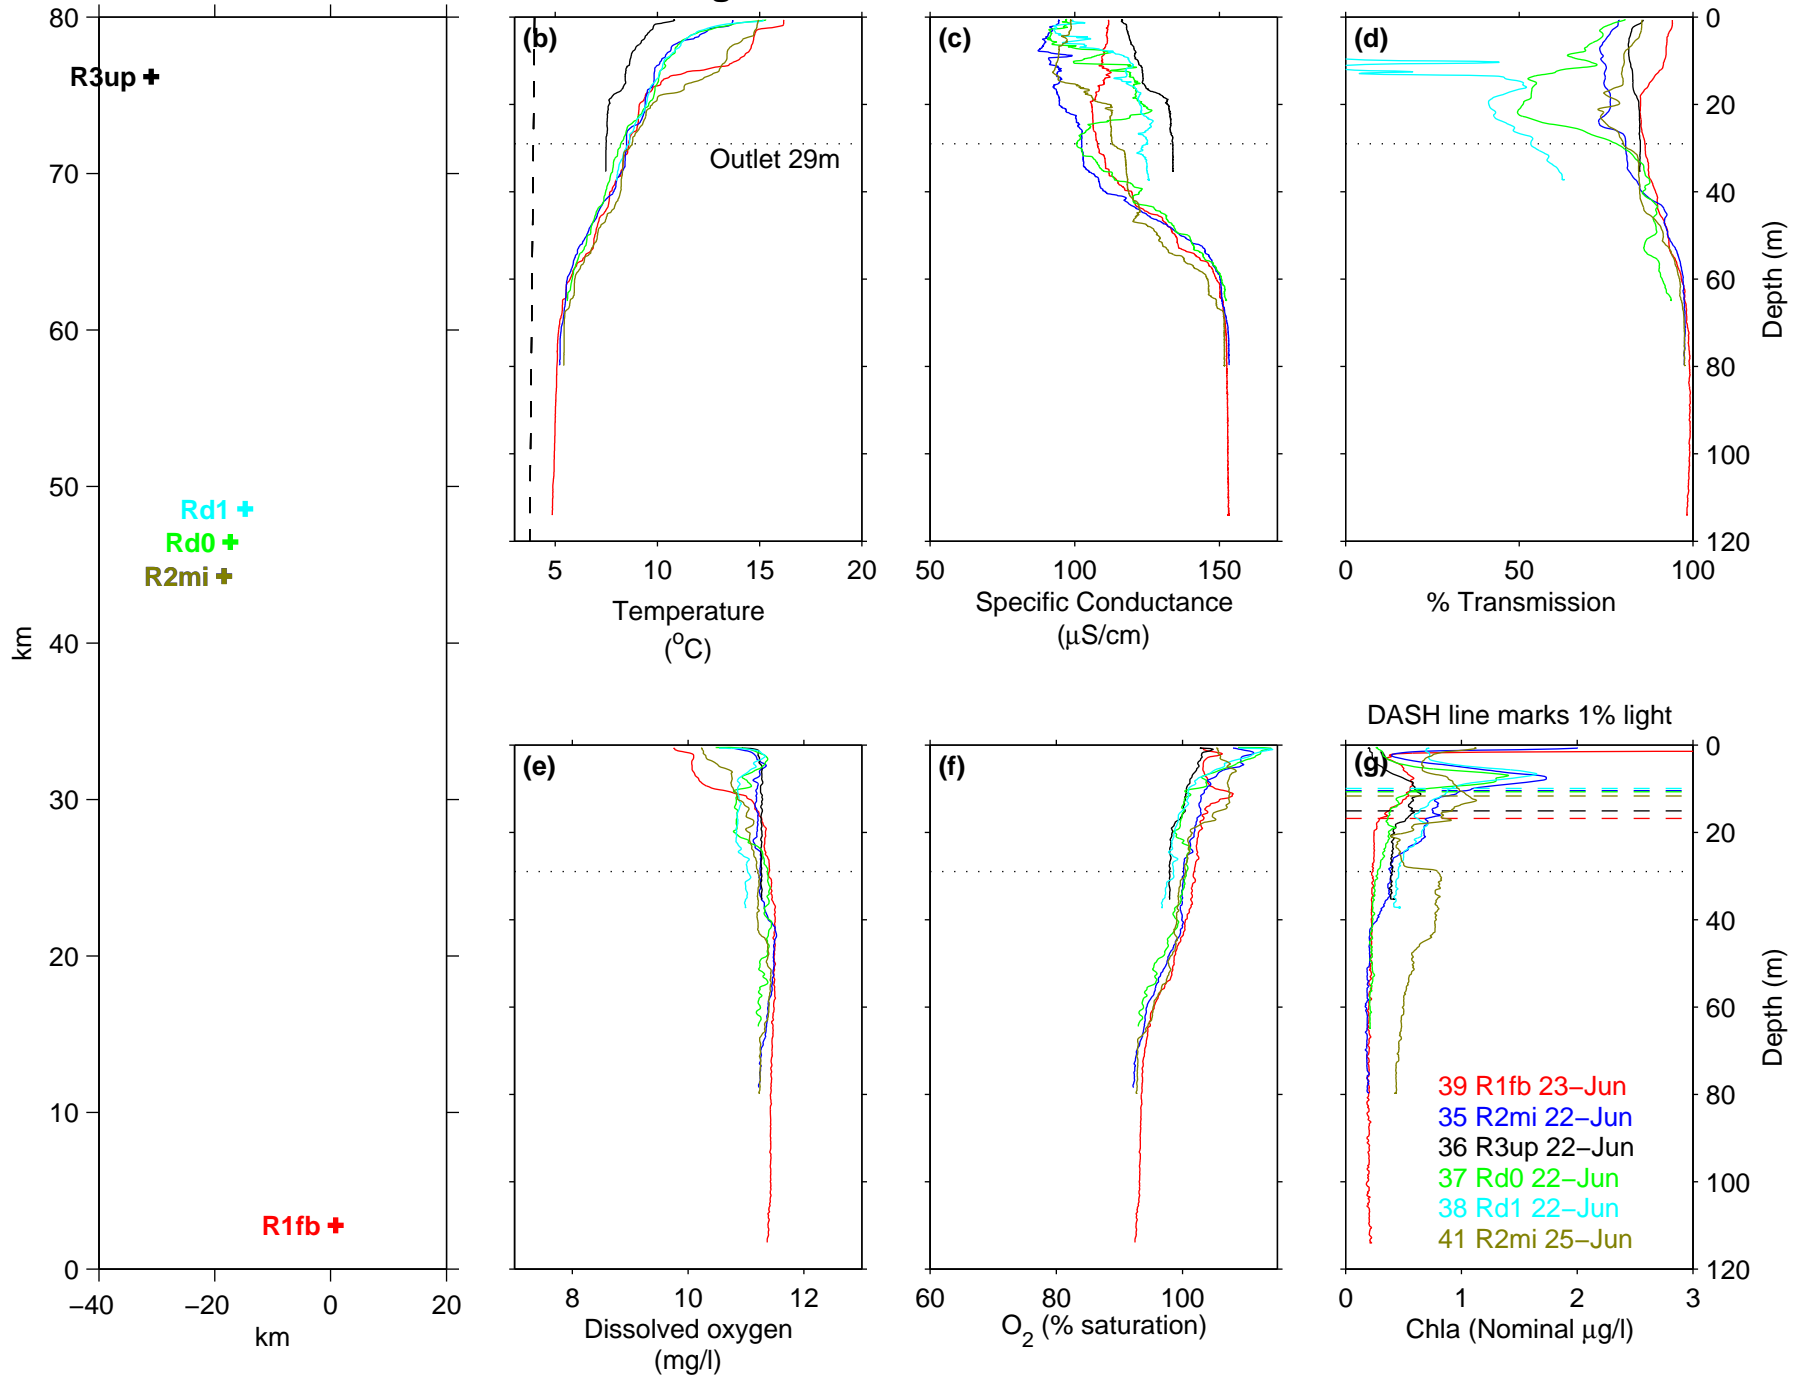 80
70
60
50
40
30
20
10
0
km
−40
−20
0
20
km
R3up
Rd1
Rd0
R2mi
R1fb
(b)
Outlet 29m
5
10
15
20
Temperature
(°C)
(c)
50
100
150
Specific Conductance
(μS/cm)
(d)
0
50
100
% Transmission
0
20
40
60
80
100
120
Depth (m)
(e)
8
10
12
Dissolved oxygen
(mg/l)
(f)
60
80
100
O2 (% saturation)
DASH line marks 1% light
(g)
39 R1fb 23−Jun
35 R2mi 22−Jun
36 R3up 22−Jun
37 Rd0 22−Jun
38 Rd1 22−Jun
41 R2mi 25−Jun
0
1
2
3
Chla (Nominal μg/l)
0
20
40
60
80
100
120
Depth (m)